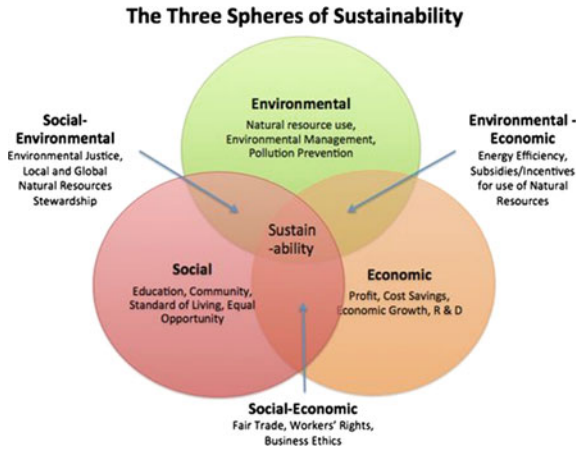 The Three Spheres of Sustainability
Environmental
Natural resource use,
Environmental Management,
Pollution Prevention
Social-
Environmental
Environmental Justice,
Local and Global
Natural Resources
Stewardship
Environmental -
Economic
Energy Efficiency,
Subsidies/Incentives
for use of Natural
Resources
Sustain
-ability
Social
Education, Community,
Standard of Living, Equal
Opportunity
Economic
Profit, Cost Savings,
Economic Growth, R & D
Social-Economic
Fair Trade, Workers' Rights,
Business Ethics